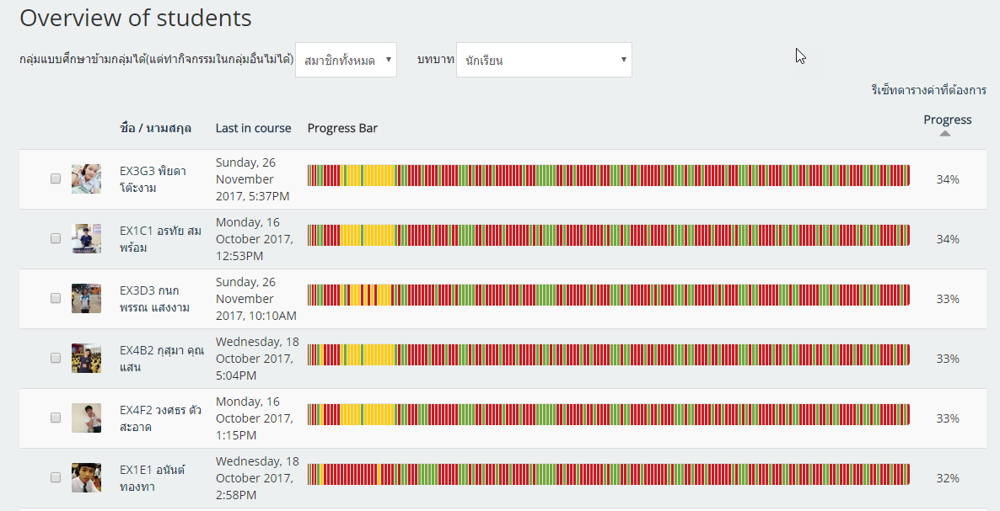 Overview of students
กลุ่มแบบศึกษาข้ามกลุ่มได้(แต่ทำกิจกรรมในกลุ่มอื่นไม่ได้) สมาชิกทั้งหมด บทบาท นักเรียน
รีเซ็ทตารางค่าที่ต้องการ
ชื่อ / นามสกุล Last in course Progress Bar Progress
EX3G3 พิยดา
โต๊ะงาม
Sunday, 26
November
2017, 5:37PM
34%
EX1C1 อรทัย สม
พร้อม
Monday, 16
October 2017,
12:53PM
34%
EX3D3 กนก
พรรณ แสงงาม
Sunday, 26
November
2017, 10:10AM
33%
EX4B2 กุสุมา คุณ
แสน
Wednesday, 18
October 2017,
5:04PM
33%
EX4F2 วงศธร ตัว
สะอาด
Monday, 16
October 2017,
1:15PM
33%
EX1E1 อนันต์
ทองทา
Wednesday, 18
October 2017,
2:58PM
32%